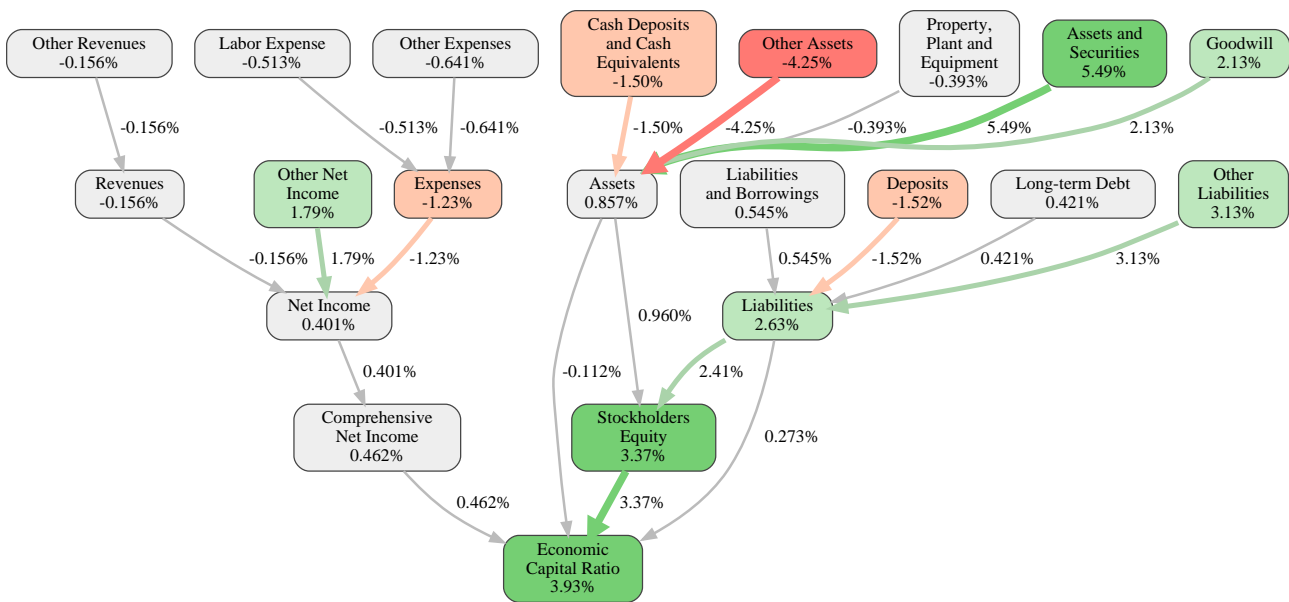 Other Revenues
-0.156%
Labor Expense
-0.513%
Other Expenses
-0.641%
Cash Deposits
and Cash
Equivalents
-1.50%
Other Assets
-4.25%
Property,
Plant and
Equipment
-0.393%
Assets and
Securities
5.49%
Goodwill
2.13%
-0.156%
-0.513%
-0.641%
-1.50%
-4.25%
-0.393%
5.49%
2.13%
Revenues
-0.156%
Other Net
Income
1.79%
Expenses
-1.23%
Assets
0.857%
Liabilities
and Borrowings
0.545%
Deposits
-1.52%
Long-term Debt
0.421%
Other
Liabilities
3.13%
-0.156%
1.79%
-1.23%
0.545%
-1.52%
0.421%
3.13%
Net Income
0.401%
0.960%
Liabilities
2.63%
0.401%
-0.112%
2.41%
Comprehensive
Net Income
0.462%
Stockholders
Equity
3.37%
0.273%
0.462%
3.37%
Economic
Capital Ratio
3.93%